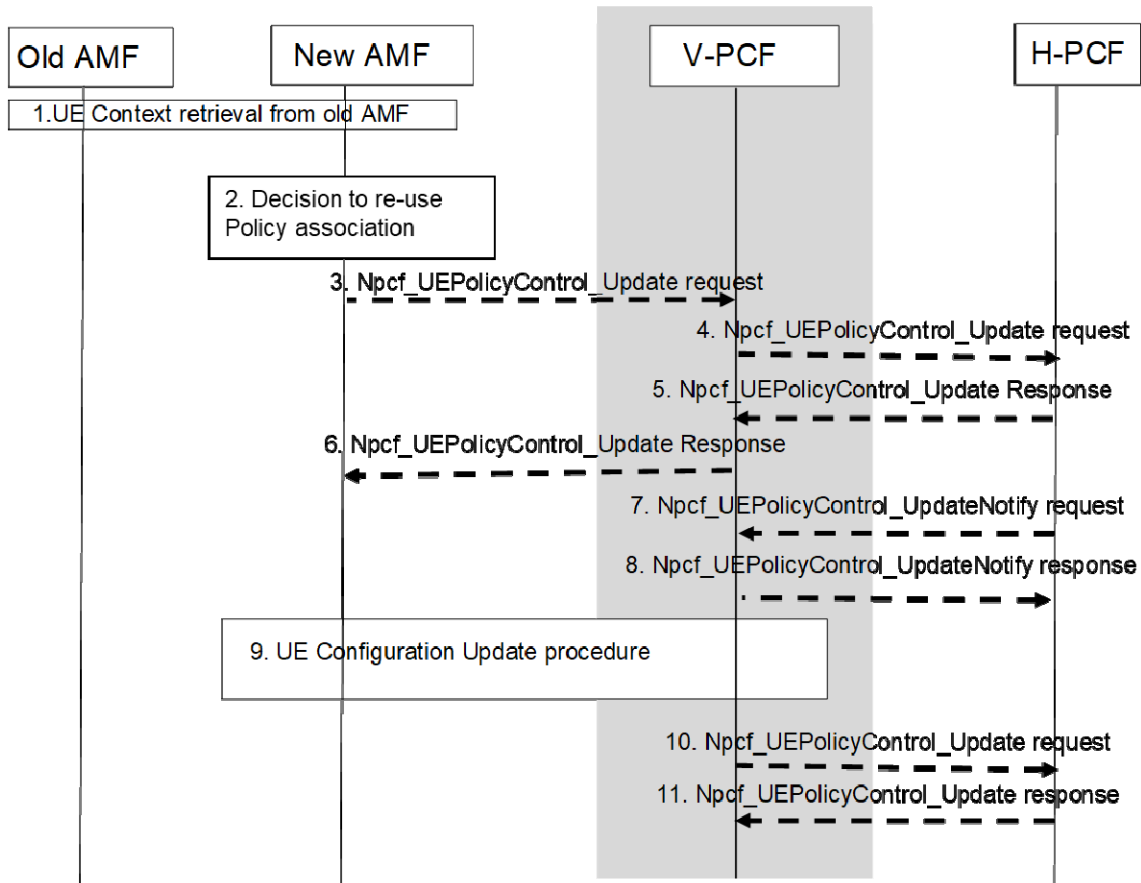 Old AMF
New AMF
V-PCF
H-PCF
1.UE Context retrieval from old AMF
2. Decision to re-use
Policy association
3. Npcf_UEPolicyControl_Update request
4. Npcf_UEPolicyControl_Update request
5. Npcf_UEPolicyControl_Update Response
6. Npcf_UEPolicyControl_Update Response
7. Npcf_UEPolicyControl_UpdateNotify request
8. Npcf_UEPolicyControl_UpdateNotify response
9. UE Configuration Update procedure
10. Npcf_UEPolicyControl_Update request
11. Npcf_UEPolicyControl_Update response